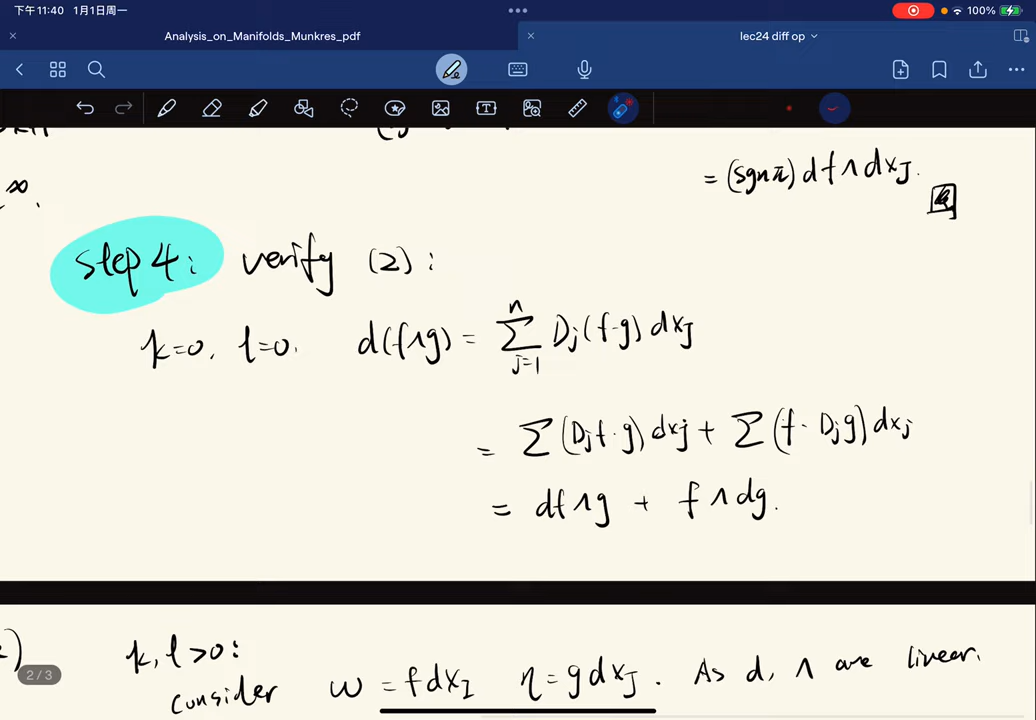 下午11:40 1月1日周一
100%
Analysis_on_Manifolds_Munkres_pdf
lec24 diff op
= (sgn π) df ∧ dx_J.
∞.
step 4: verify (2):
k=0, l=0. d(f∧g) = \sum_{j=1}^{n} D_j(f·g) dx_j
= ∑ (D_j f·g) dx_j + ∑ (f·D_j g) dx_j
= df∧g + f∧dg.
k, l >0:
2/3
consider ω = f dx_I η = g dx_J. As d, ∧ are linear.